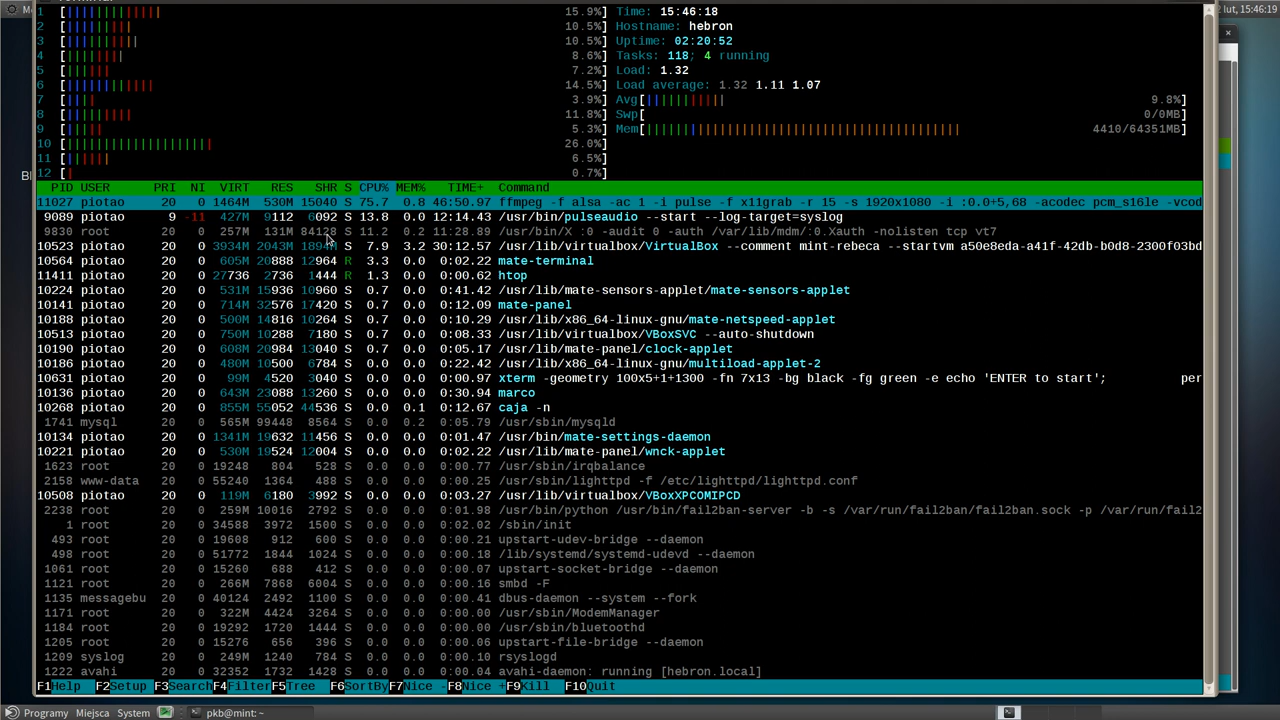 2 lut, 15:46:19
1 [ 15.9%] Time: 15:46:18
2 [ 10.5%] Hostname: hebron
3 [ 10.5%] Uptime: 02:20:52
4 [ 8.6%] Tasks: 118; 4 running
5 [ 7.2%] Load: 1.32
6 [ 14.5%] Load average: 1.32 1.11 1.07
7 [ 3.9%] Avg[ 9.8%]
8 [ 11.8%] Swp[ 0/0MB]
9 [ 5.3%] Mem[ 4410/64351MB]
10 [ 26.0%]
11 [ 6.5%]
12 [ 0.7%]
PID USER PRI NI VIRT RES SHR S CPU% MEM% TIME+ Command
11027 piotao 20 0 1464M 530M 15040 S 75.7 0.8 46:50.97 ffmpeg -f alsa -ac 1 -i pulse -f x11grab -r 15 -s 1920x1080 -i :0.0+5,68 -acodec pcm_s16le -vcod
9089 piotao 9 -11 427M 9112 6092 S 13.8 0.0 12:14.43 /usr/bin/pulseaudio --start --log-target=syslog
9830 root 20 0 257M 131M 84128 S 11.2 0.2 11:28.89 /usr/bin/X :0 -audit 0 -auth /var/lib/mdm/:0.Xauth -nolisten tcp vt7
10523 piotao 20 0 3934M 2043M 1894M S 7.9 3.2 30:12.57 /usr/lib/virtualbox/VirtualBox --comment mint-rebeca --startvm a50e8eda-a41f-42db-b0d8-2300f03bd
10564 piotao 20 0 605M 20888 12964 R 3.3 0.0 0:02.22 mate-terminal
11411 piotao 20 0 27736 2736 1444 R 1.3 0.0 0:00.62 htop
10224 piotao 20 0 531M 15936 10960 S 0.7 0.0 0:41.42 /usr/lib/mate-sensors-applet/mate-sensors-applet
10141 piotao 20 0 714M 32576 17420 S 0.7 0.0 0:12.09 mate-panel
10188 piotao 20 0 500M 14816 10264 S 0.7 0.0 0:10.29 /usr/lib/x86_64-linux-gnu/mate-netspeed-applet
10513 piotao 20 0 750M 10288 7180 S 0.7 0.0 0:08.33 /usr/lib/virtualbox/VBoxSVC --auto-shutdown
10190 piotao 20 0 608M 20984 13040 S 0.7 0.0 0:05.17 /usr/lib/mate-panel/clock-applet
10186 piotao 20 0 480M 10500 6784 S 0.7 0.0 0:22.42 /usr/lib/x86_64-linux-gnu/multiload-applet-2
10631 piotao 20 0 99M 4520 3040 S 0.0 0.0 0:00.97 xterm -geometry 100x5+1+1300 -fn 7x13 -bg black -fg green -e echo 'ENTER to start'; per
10136 piotao 20 0 643M 23088 13260 S 0.0 0.0 0:30.94 marco
10268 piotao 20 0 855M 55052 44536 S 0.0 0.1 0:12.67 caja -n
1741 mysql 20 0 565M 99448 8564 S 0.0 0.2 0:05.79 /usr/sbin/mysqld
10134 piotao 20 0 1341M 19632 11456 S 0.0 0.0 0:01.47 /usr/bin/mate-settings-daemon
10221 piotao 20 0 530M 19524 12004 S 0.0 0.0 0:02.22 /usr/lib/mate-panel/wnck-applet
1623 root 20 0 19248 804 528 S 0.0 0.0 0:00.77 /usr/sbin/irqbalance
2158 www-data 20 0 55240 1364 488 S 0.0 0.0 0:00.25 /usr/sbin/lighttpd -f /etc/lighttpd/lighttpd.conf
10508 piotao 20 0 119M 6180 3992 S 0.0 0.0 0:03.27 /usr/lib/virtualbox/VBoxXPCOMIPCD
2238 root 20 0 259M 10016 2792 S 0.0 0.0 0:01.98 /usr/bin/python /usr/bin/fail2ban-server -b -s /var/run/fail2ban/fail2ban.sock -p /var/run/fail2
1 root 20 0 34588 3972 1500 S 0.0 0.0 0:02.02 /sbin/init
493 root 20 0 19608 912 600 S 0.0 0.0 0:00.21 upstart-udev-bridge --daemon
498 root 20 0 51772 1844 1024 S 0.0 0.0 0:00.18 /lib/systemd/systemd-udevd --daemon
1061 root 20 0 15260 688 412 S 0.0 0.0 0:00.07 upstart-socket-bridge --daemon
1121 root 20 0 266M 7868 6004 S 0.0 0.0 0:00.16 smbd -F
1135 messagebu 20 0 40124 2492 1100 S 0.0 0.0 0:00.41 dbus-daemon --system --fork
1171 root 20 0 322M 4424 3264 S 0.0 0.0 0:00.10 /usr/sbin/ModemManager
1184 root 20 0 19292 1720 1444 S 0.0 0.0 0:00.00 /usr/sbin/bluetoothd
1205 root 20 0 15276 656 396 S 0.0 0.0 0:00.02 upstart-file-bridge --daemon
1209 syslog 20 0 249M 1240 784 S 0.0 0.0 0:00.10 rsyslogd
1222 avahi 20 0 32352 1732 1428 S 0.0 0.0 0:00.04 avahi-daemon: running [hebron.local]
F1Help F2Setup F3SearchF4FilterF5Tree F6SortByF7Nice -F8Nice +F9Kill F10Quit
Programy Miejsca System pkb@mint: ~